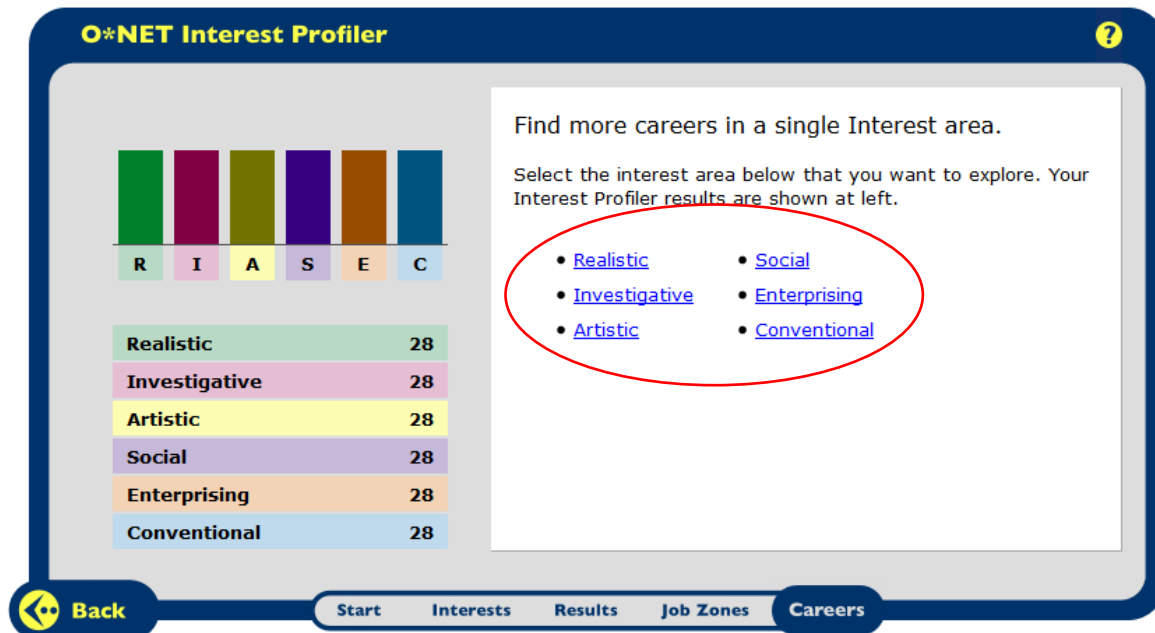 O*NET Interest Profiler
?
R I A S E C
Realistic 28
Investigative 28
Artistic 28
Social 28
Enterprising 28
Conventional 28
Find more careers in a single Interest area.
Select the interest area below that you want to explore. Your
Interest Profiler results are shown at left.
• Realistic • Social
• Investigative • Enterprising
• Artistic • Conventional
Back
Start Interests Results Job Zones Careers